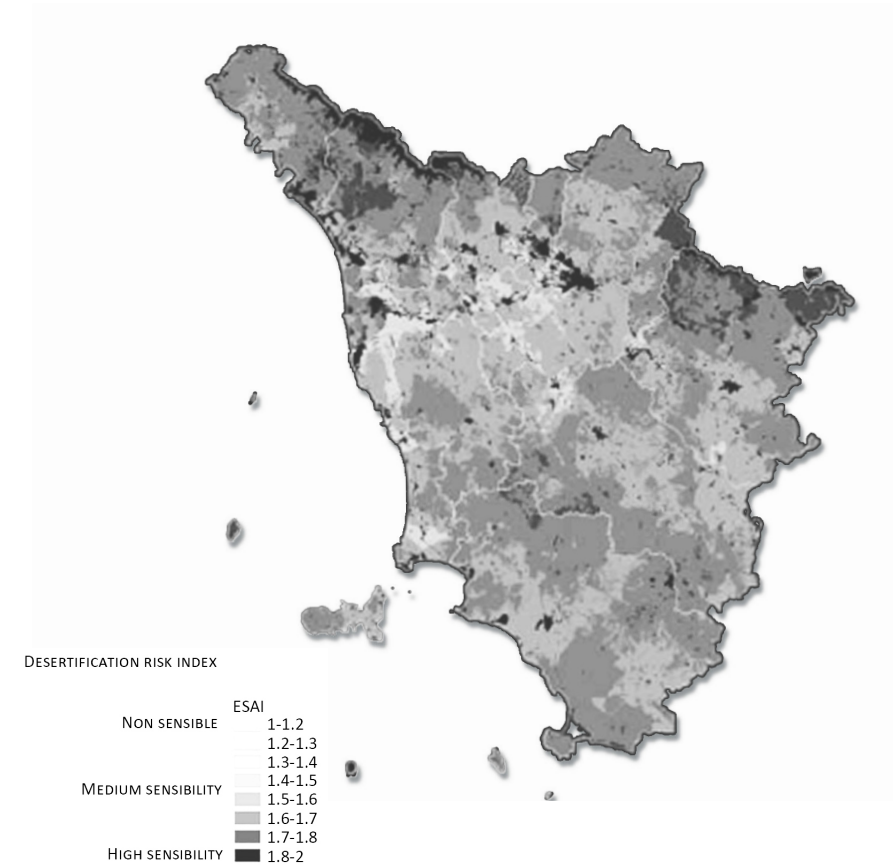 DESERTIFICATION RISK INDEX
ESAI
NON SENSIBLE 1-1.2
1.2-1.3
1.3-1.4
1.4-1.5
MEDIUM SENSIBILITY
1.5-1.6
1.6-1.7
1.7-1.8
HIGH SENSIBILITY 1.8-2